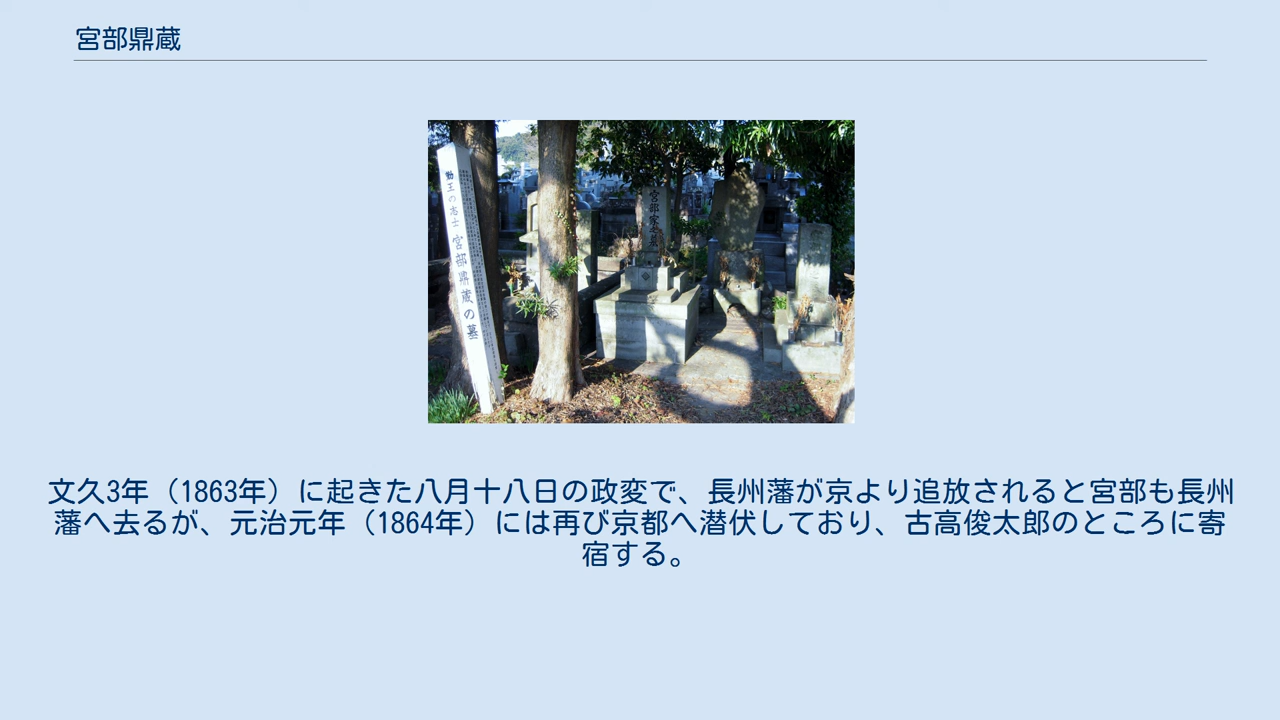 宮部鼎蔵
勤王の志士 宮部鼎蔵の墓
宮部家之墓
文久3年（1863年）に起きた八月十八日の政変で、長州藩が京より追放されると宮部も長州
藩へ去るが、元治元年（1864年）には再び京都へ潜伏しており、古高俊太郎のところに寄
宿する。